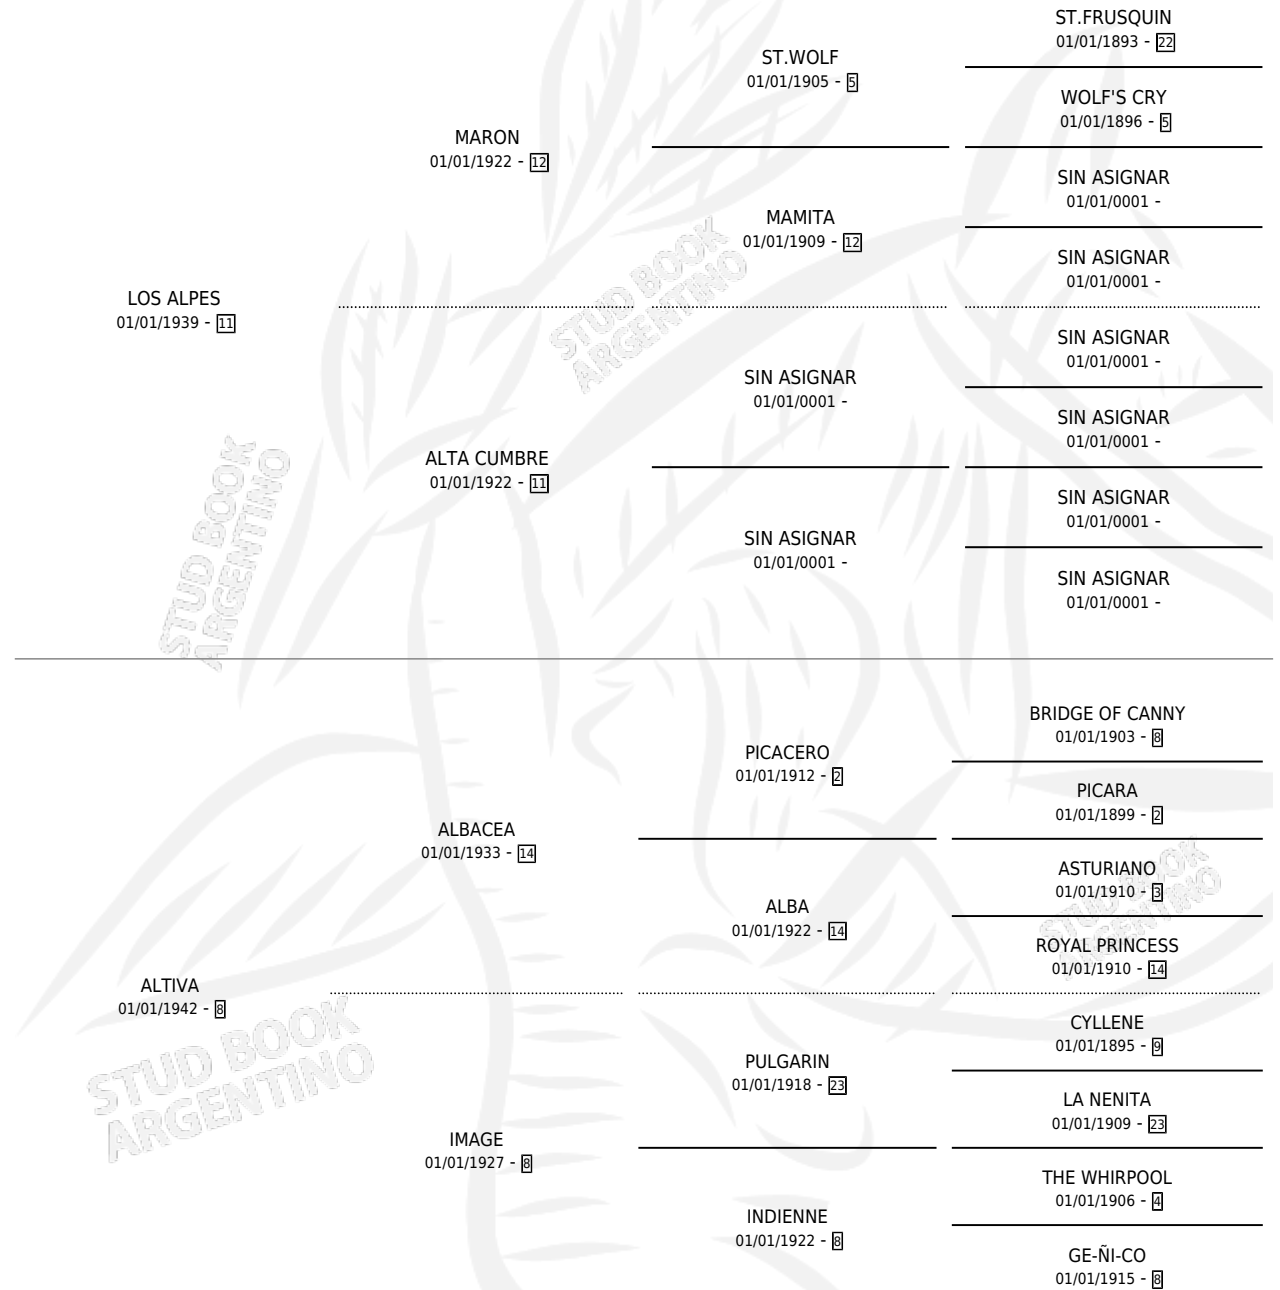 ST.FRUSQUIN
01/01/1893 - 22
ST.WOLF
01/01/1905 - 5
WOLF'S CRY
01/01/1896 - 5
MARON
01/01/1922 - 12
SIN ASIGNAR
01/01/0001 -
MAMITA
01/01/1909 - 12
SIN ASIGNAR
01/01/0001 -
LOS ALPES
01/01/1939 - 11
SIN ASIGNAR
01/01/0001 -
SIN ASIGNAR
01/01/0001 -
SIN ASIGNAR
01/01/0001 -
ALTA CUMBRE
01/01/1922 - 11
SIN ASIGNAR
01/01/0001 -
SIN ASIGNAR
01/01/0001 -
SIN ASIGNAR
01/01/0001 -
STUD BOOK
ARGENTINO
STUD BOOK
ARGENTINO
BRIDGE OF CANNY
01/01/1903 - 8
PICACERO
01/01/1912 - 2
PICARA
01/01/1899 - 2
ALBACEA
01/01/1933 - 14
ASTURIANO
01/01/1910 - 3
ALBA
01/01/1922 - 14
ROYAL PRINCESS
01/01/1910 - 14
STUD BOOK
ARGENTINO
ALTIVA
01/01/1942 - 8
CYLLENE
01/01/1895 - 9
PULGARIN
01/01/1918 - 23
LA NENITA
01/01/1909 - 23
STUD BOOK
ARGENTINO
IMAGE
01/01/1927 - 8
THE WHIRPOOL
01/01/1906 - 4
INDIENNE
01/01/1922 - 8
GE-ÑI-CO
01/01/1915 - 8